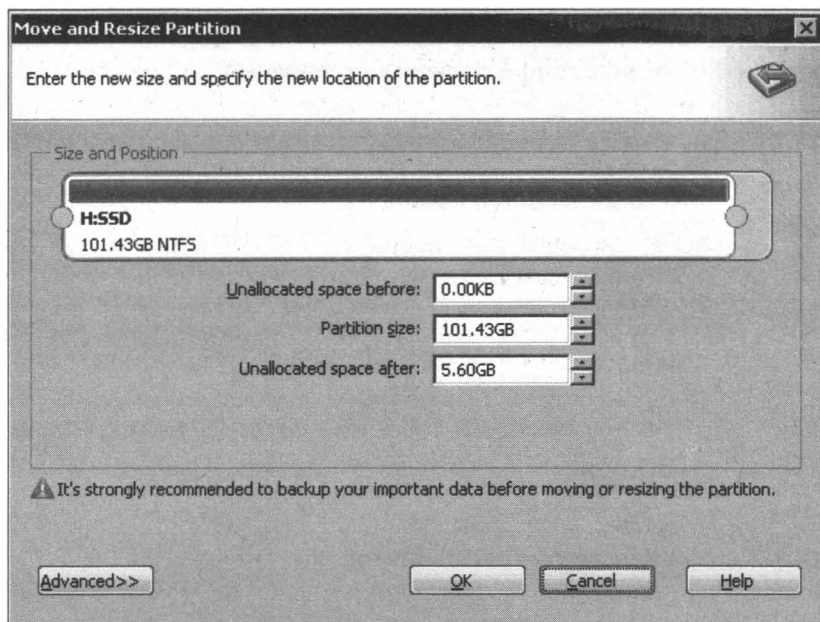 Move and Resize Partition
Enter the new size and specify the new location of the partition.
Size and Position
H:SSD
101.43GB NTFS
Unallocated space before: 0.00KB
Partition size: 101.43GB
Unallocated space after: 5.60GB
It's strongly recommended to backup your important data before moving or resizing the partition.
Advanced>> OK Cancel Help